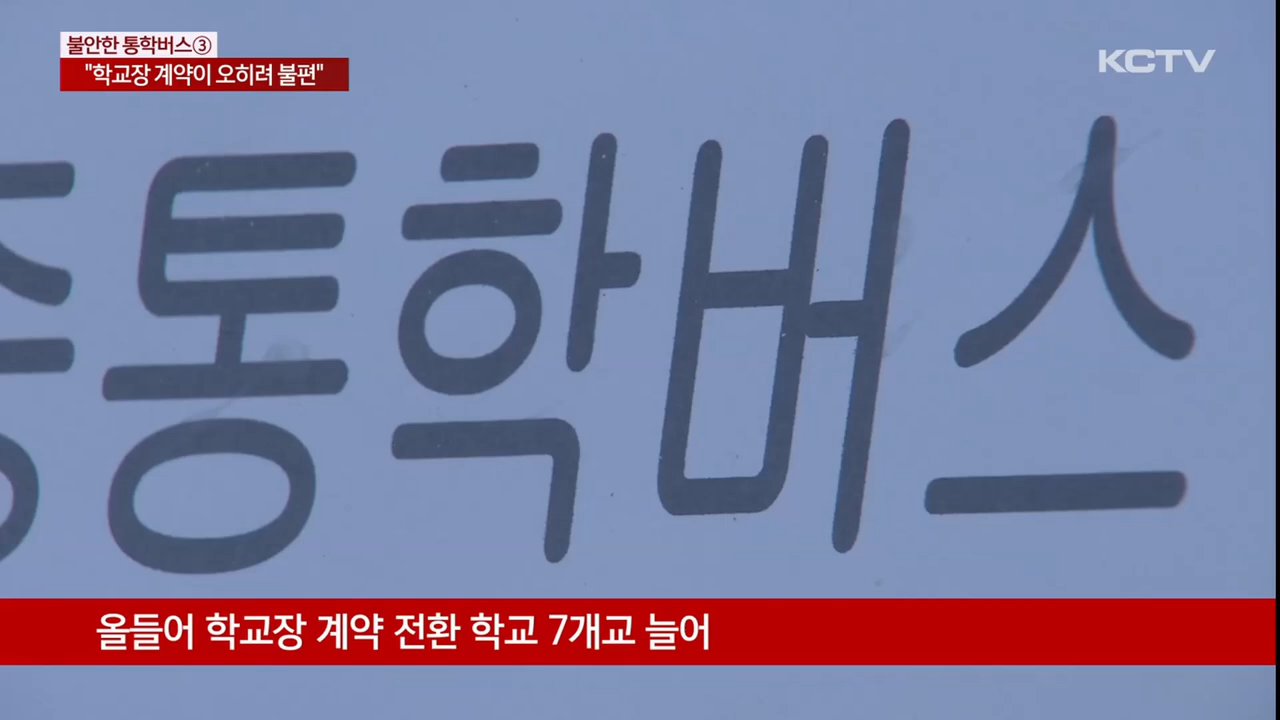 불안한 통학버스③
"학교장 계약이 오히려 불편"
KCTV
통학버스
올들어 학교장 계약 전환 학교 7개교 늘어